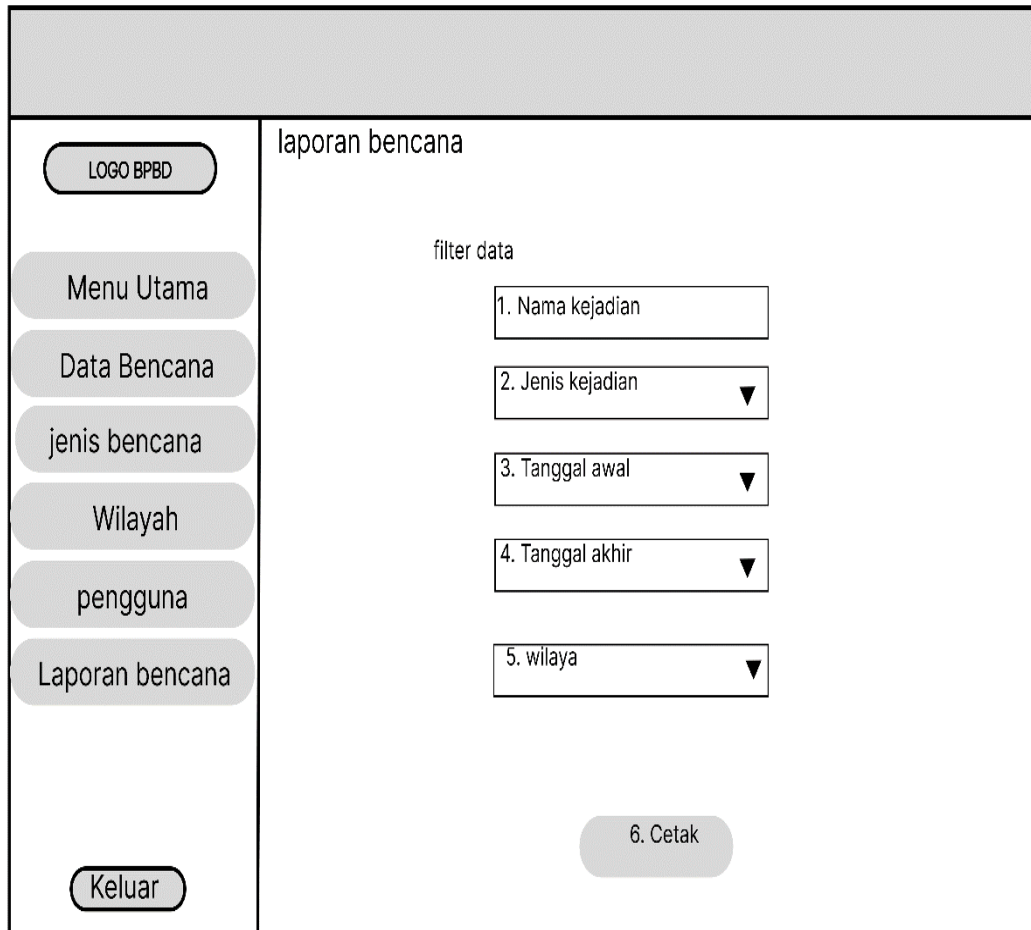 LOGO BPBD
Menu Utama
Data Bencana
jenis bencana
Wilayah
pengguna
Laporan bencana
Keluar
laporan bencana
filter data
1. Nama kejadian
2. Jenis kejadian
3. Tanggal awal
4. Tanggal akhir
5. wilaya
6. Cetak